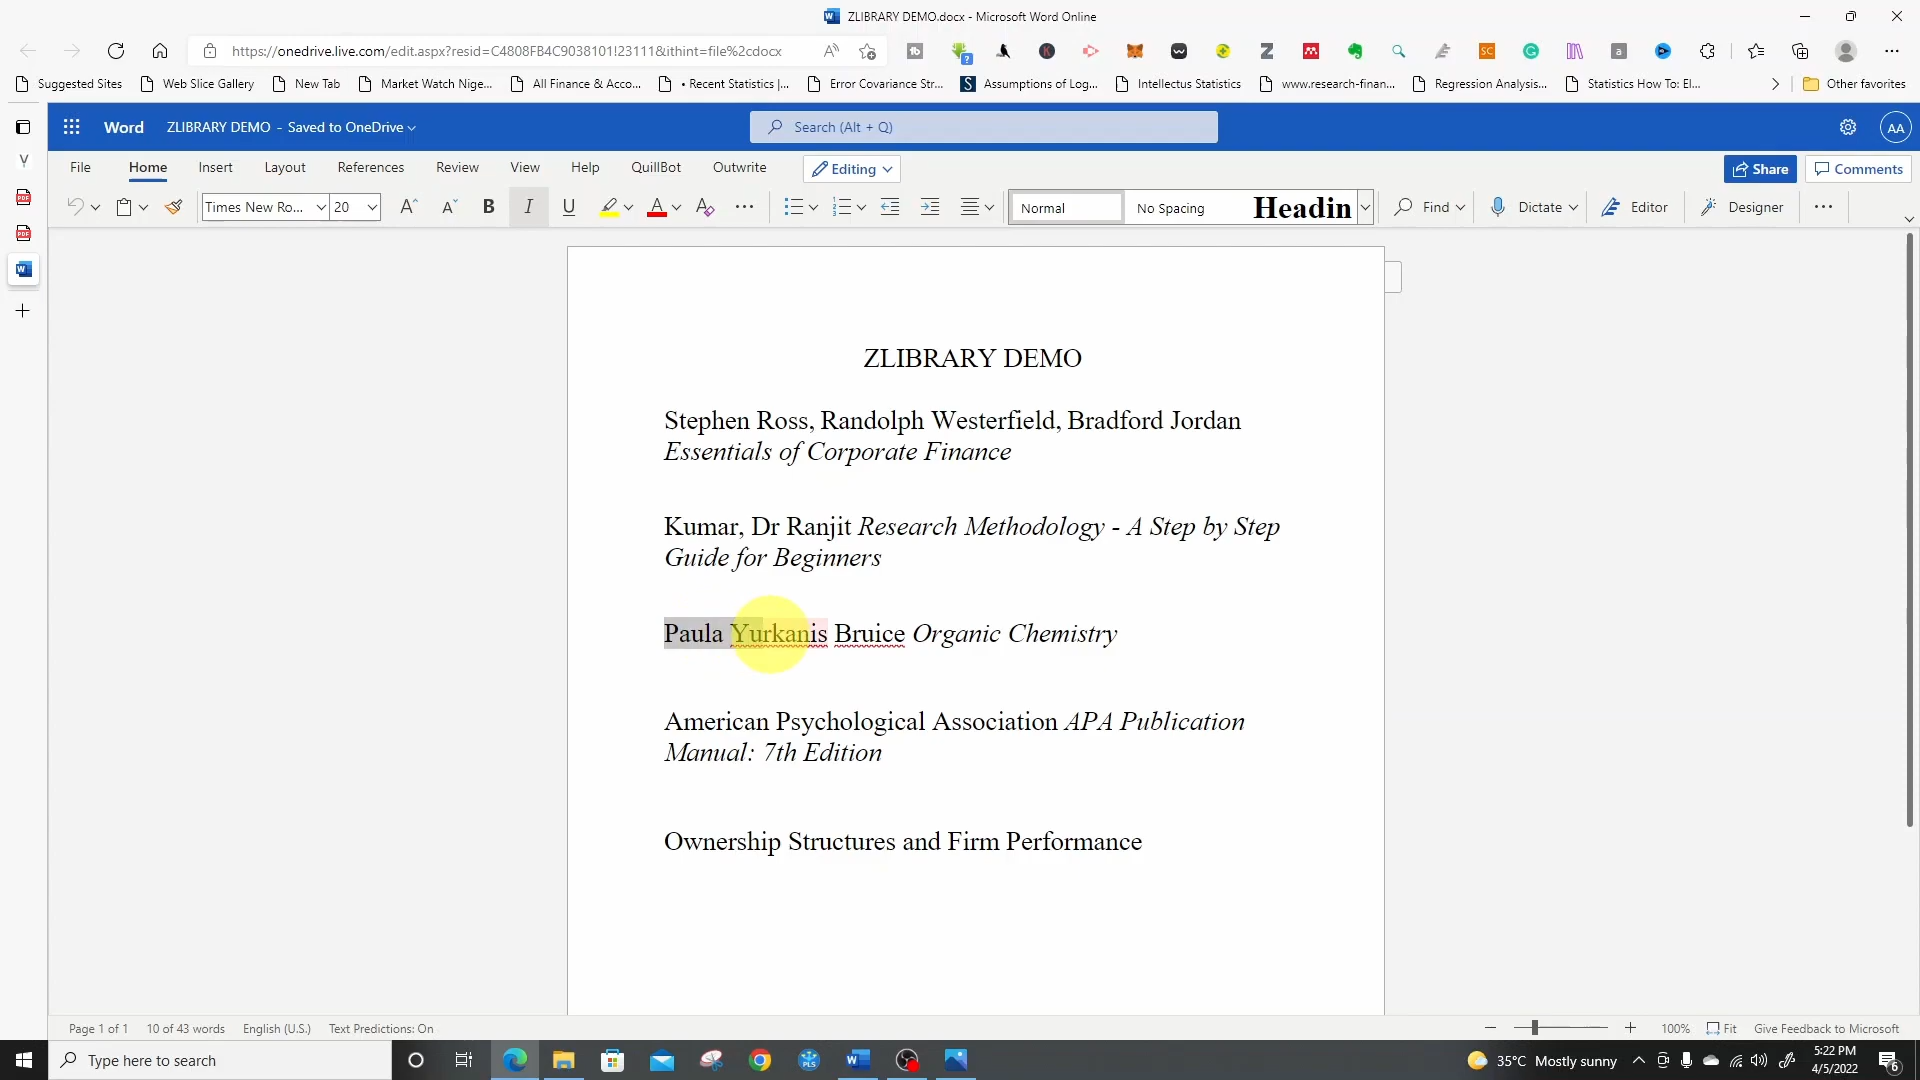 ZLIBRARY DEMO.docx - Microsoft Word Online
https://onedrive.live.com/edit.aspx?resid=C4808FB4C9038101!23111&ithint=file%2cdocx
Suggested Sites Web Slice Gallery New Tab Market Watch Nige... All Finance & Acco... • Recent Statistics |... Error Covariance Str... Assumptions of Log... Intellectus Statistics www.research-finan... Regression Analysis... Statistics How To: El... Other favorites
Word ZLIBRARY DEMO - Saved to OneDrive Search (Alt + Q) AA
File Home Insert Layout References Review View Help QuillBot Outwrite Editing Share Comments
Times New Ro... 20 A A B I U A A Normal No Spacing Headin Find Dictate Editor Designer
ZLIBRARY DEMO
Stephen Ross, Randolph Westerfield, Bradford Jordan
Essentials of Corporate Finance
Kumar, Dr Ranjit Research Methodology - A Step by Step
Guide for Beginners
Paula Yurkanis Bruice Organic Chemistry
American Psychological Association APA Publication
Manual: 7th Edition
Ownership Structures and Firm Performance
Page 1 of 1 10 of 43 words English (U.S.) Text Predictions: On 100% Fit Give Feedback to Microsoft
Type here to search 35°C Mostly sunny 5:22 PM
4/5/2022 6